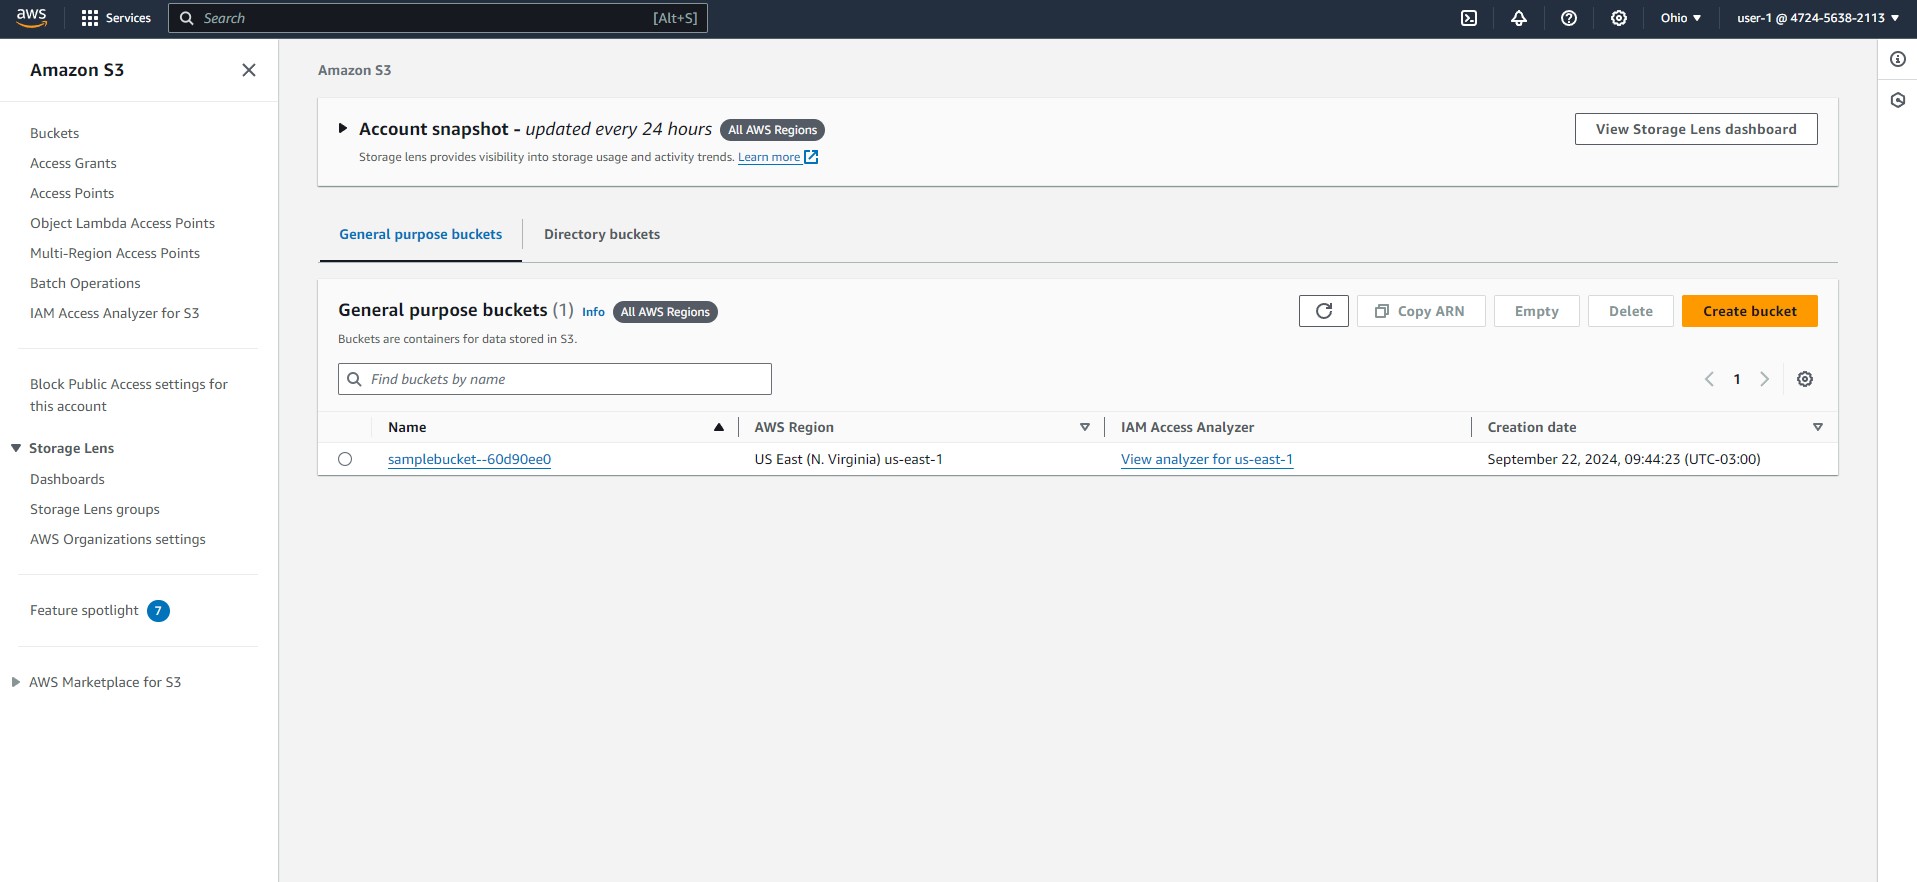 aws
Services
Search [Alt+S]
Ohio
user-1 @ 4724-5638-2113
Amazon S3
Buckets
Access Grants
Access Points
Object Lambda Access Points
Multi-Region Access Points
Batch Operations
IAM Access Analyzer for S3
Block Public Access settings for
this account
Storage Lens
Dashboards
Storage Lens groups
AWS Organizations settings
Feature spotlight 7
AWS Marketplace for S3
Amazon S3
Account snapshot - updated every 24 hours All AWS Regions
Storage lens provides visibility into storage usage and activity trends. Learn more
View Storage Lens dashboard
General purpose buckets
Directory buckets
General purpose buckets (1) Info All AWS Regions
Buckets are containers for data stored in S3.
Copy ARN
Empty
Delete
Create bucket
Find buckets by name
1
Name AWS Region IAM Access Analyzer Creation date
samplebucket--60d90ee0 US East (N. Virginia) us-east-1 View analyzer for us-east-1 September 22, 2024, 09:44:23 (UTC-03:00)